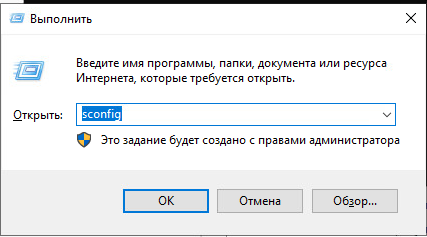 Выполнить
Введите имя программы, папки, документа или ресурса
Интернета, которые требуется открыть.
Открыть: sconfig
Это задание будет создано с правами администратора
ОК Отмена Обзор...